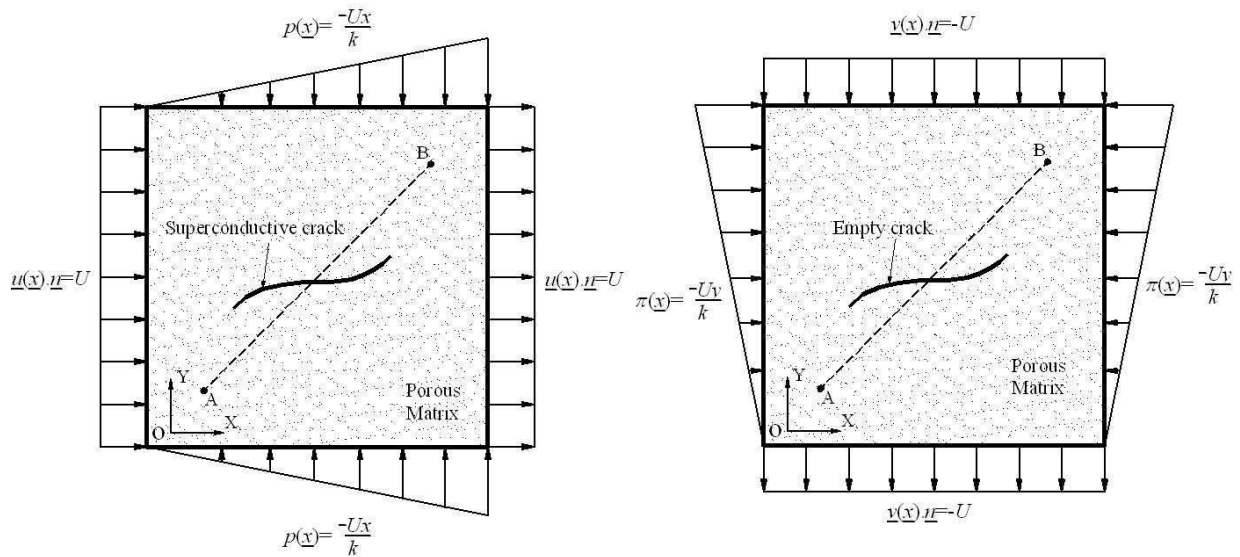 p(x)= -Ux/k
Superconductive crack
B
u(x).n=U
u(x).n=U
Y
A
X
O
Porous
Matrix
p(x)= -Ux/k
v(x).n=-U
B
Empty crack
π(x)= -Uy/k
π(x)= -Uy/k
Y
A
X
O
Porous
Matrix
v(x).n=-U